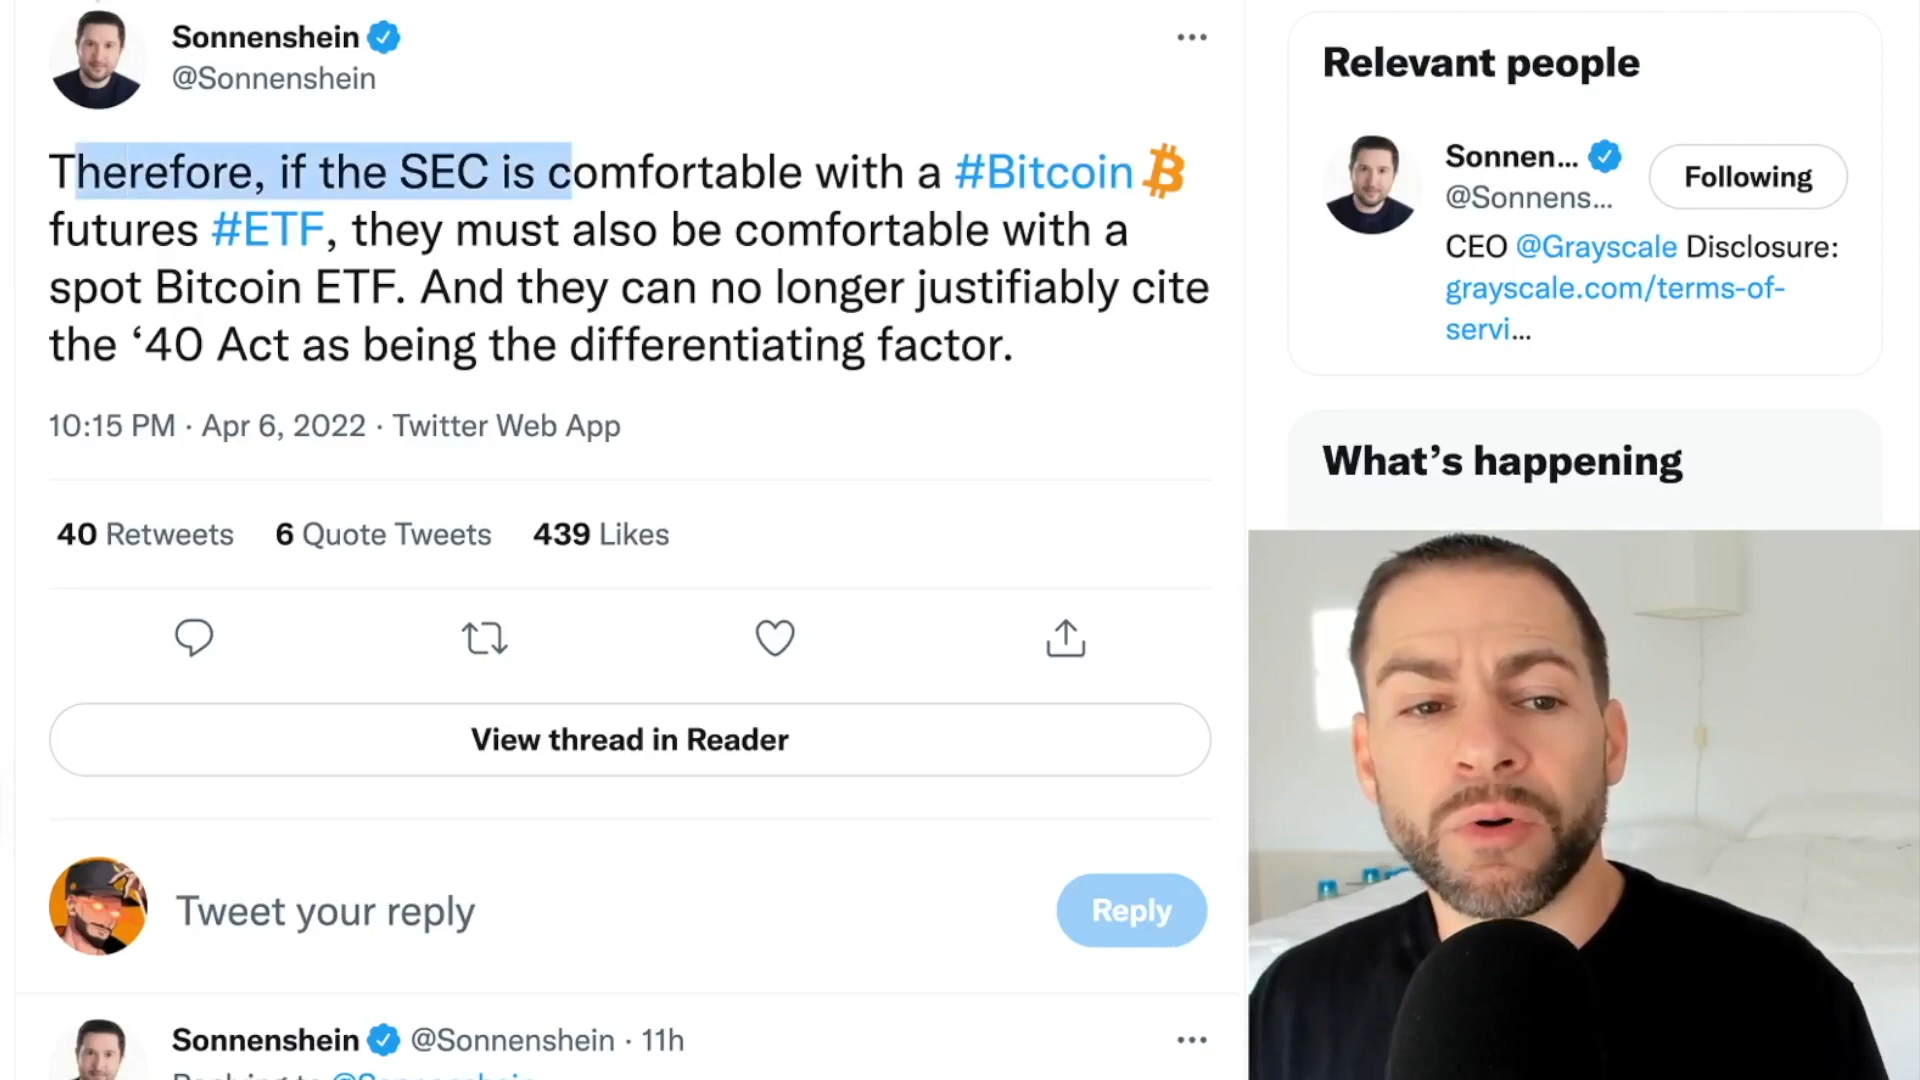 Sonnenshein
@Sonnenshein
Therefore, if the SEC is comfortable with a #Bitcoin
futures #ETF, they must also be comfortable with a
spot Bitcoin ETF. And they can no longer justifiably cite
the ‘40 Act as being the differentiating factor.
10:15 PM · Apr 6, 2022 · Twitter Web App
40 Retweets 6 Quote Tweets 439 Likes
View thread in Reader
Tweet your reply
Reply
Sonnenshein @Sonnenshein · 11h
Replying to @Sonnenshein
Relevant people
Sonnen...
@Sonnens...
Following
CEO @Grayscale Disclosure:
grayscale.com/terms-of-
servi...
What’s happening